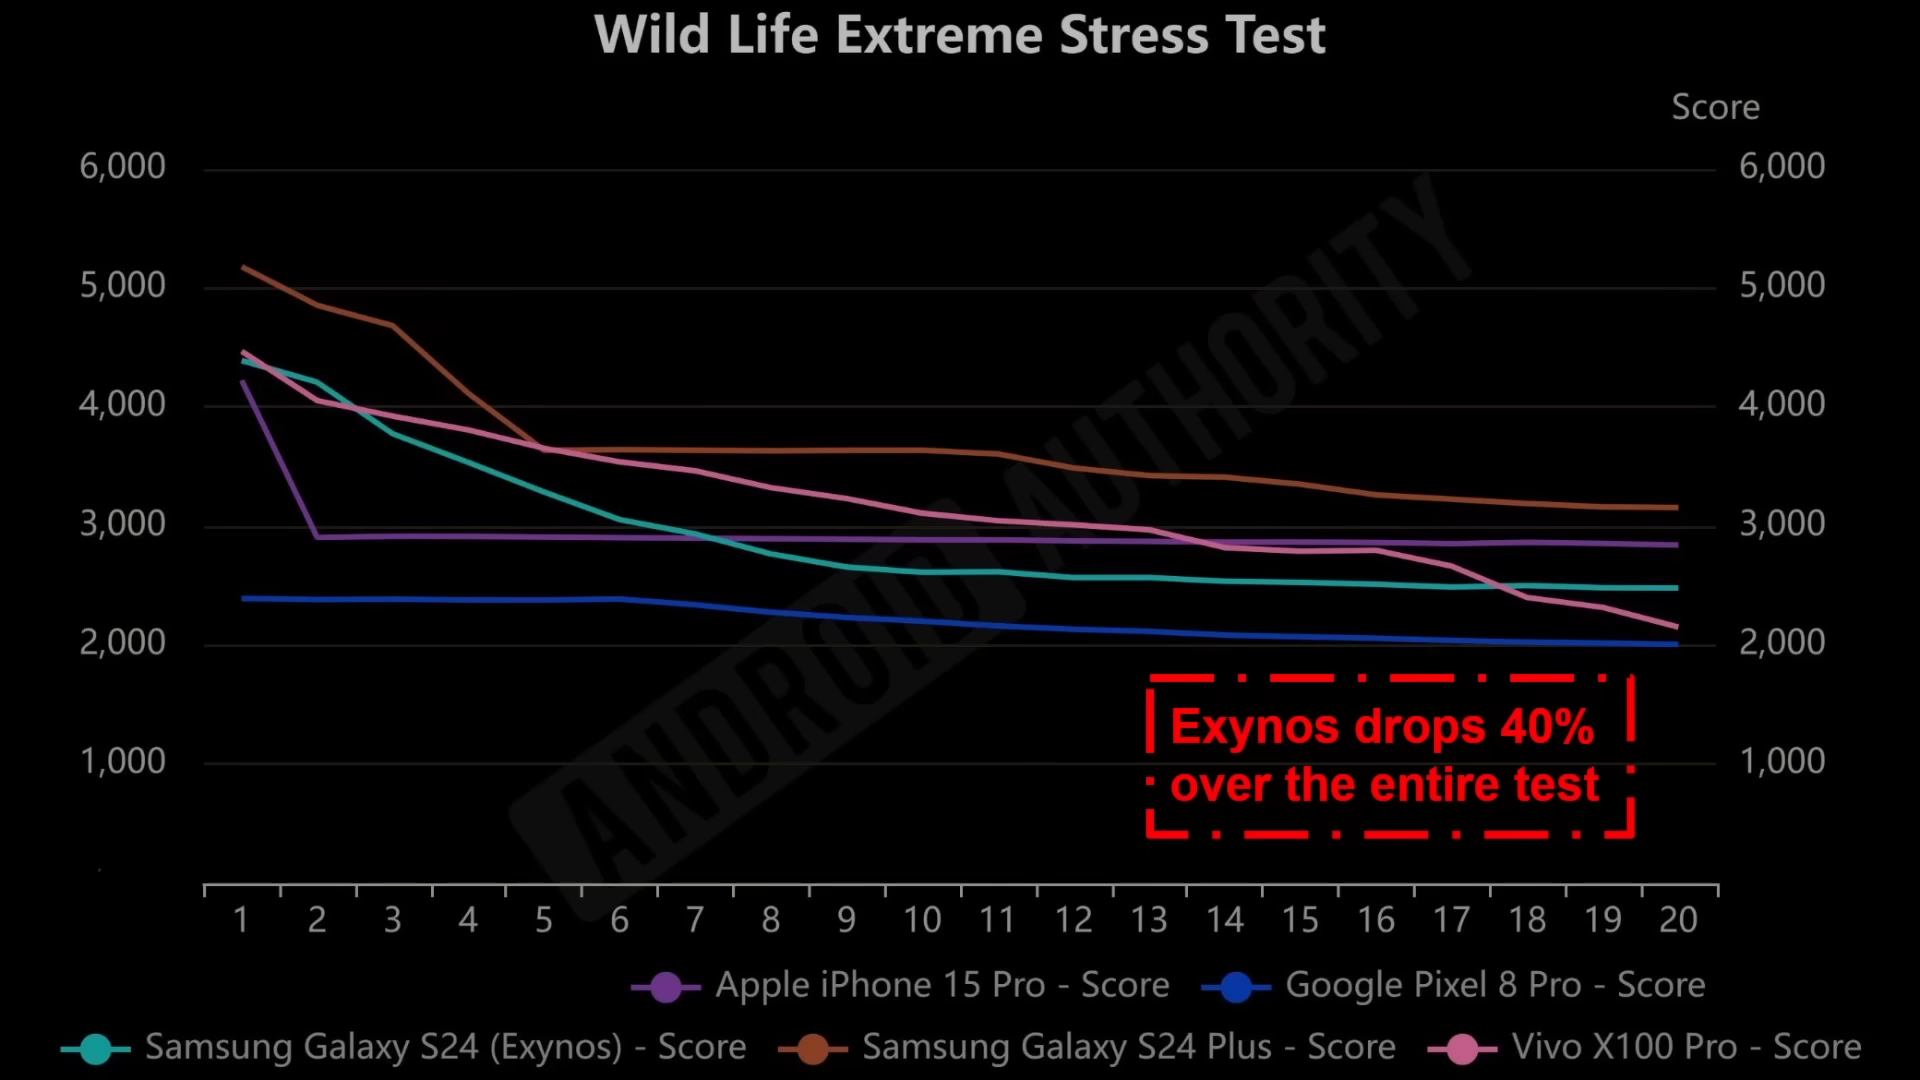 Wild Life Extreme Stress Test
Score
6,000 6,000
5,000 5,000
4,000 4,000
3,000 3,000
2,000 2,000
1,000 1,000
ANDROID AUTHORITY
Exynos drops 40%
over the entire test
1 2 3 4 5 6 7 8 9 10 11 12 13 14 15 16 17 18 19 20
Apple iPhone 15 Pro - Score Google Pixel 8 Pro - Score
Samsung Galaxy S24 (Exynos) - Score Samsung Galaxy S24 Plus - Score Vivo X100 Pro - Score